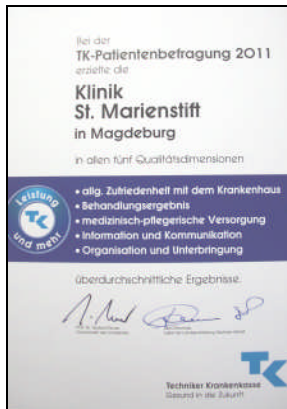 Bei der
TK-Patientenbefragung 2011
erzielte die
Klinik
St. Marienstift
in Magdeburg
in allen fünf Qualitätsdimensionen
Leistung
TK
und mehr
• allg. Zufriedenheit mit dem Krankenhaus
• Behandlungsergebnis
• medizinisch-pflegerische Versorgung
• Information und Kommunikation
• Organisation und Unterbringung
überdurchschnittliche Ergebnisse.
TK
Techniker Krankenkasse
Gesund in die Zukunft